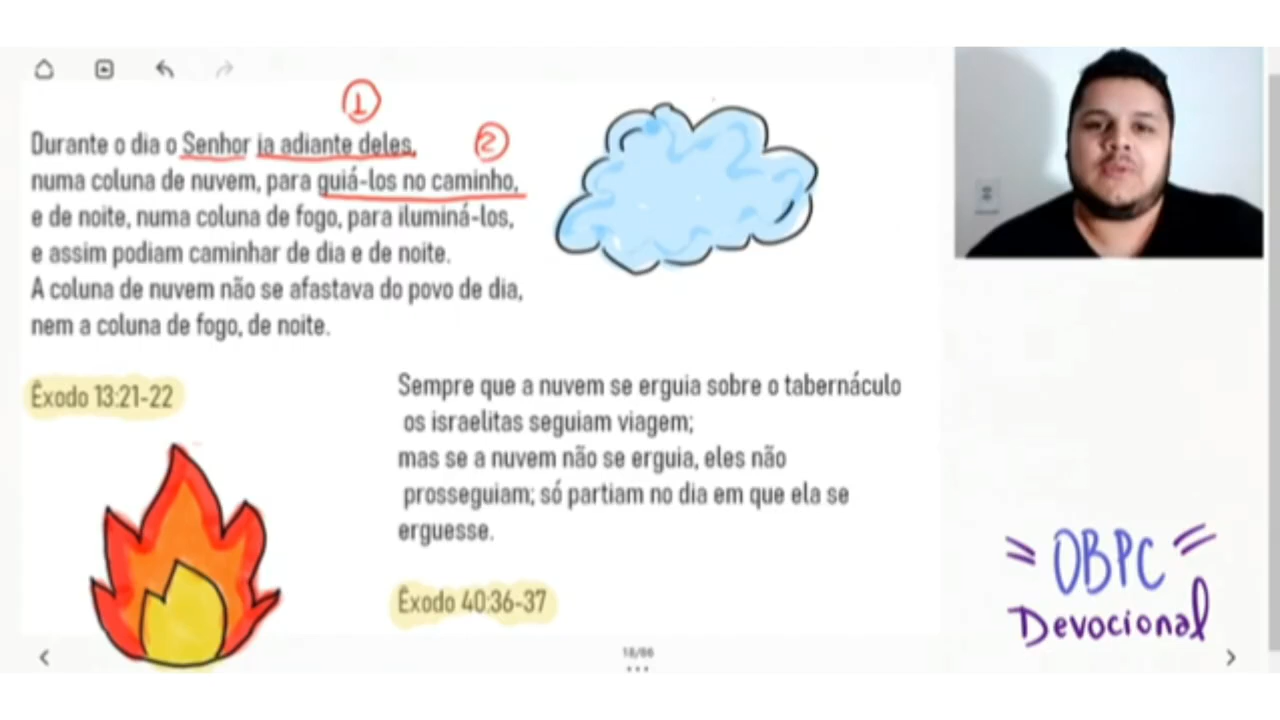 1
Durante o dia o Senhor ia adiante deles,
2
numa coluna de nuvem, para guiá-los no caminho,
e de noite, numa coluna de fogo, para iluminá-los,
e assim podiam caminhar de dia e de noite.
A coluna de nuvem não se afastava do povo de dia,
nem a coluna de fogo, de noite.
Êxodo 13:21-22
Sempre que a nuvem se erguia sobre o tabernáculo
os israelitas seguiam viagem;
mas se a nuvem não se erguia, eles não
prosseguiam; só partiam no dia em que ela se
erguesse.
Êxodo 40:36-37
OBPC
Devocional
18/66